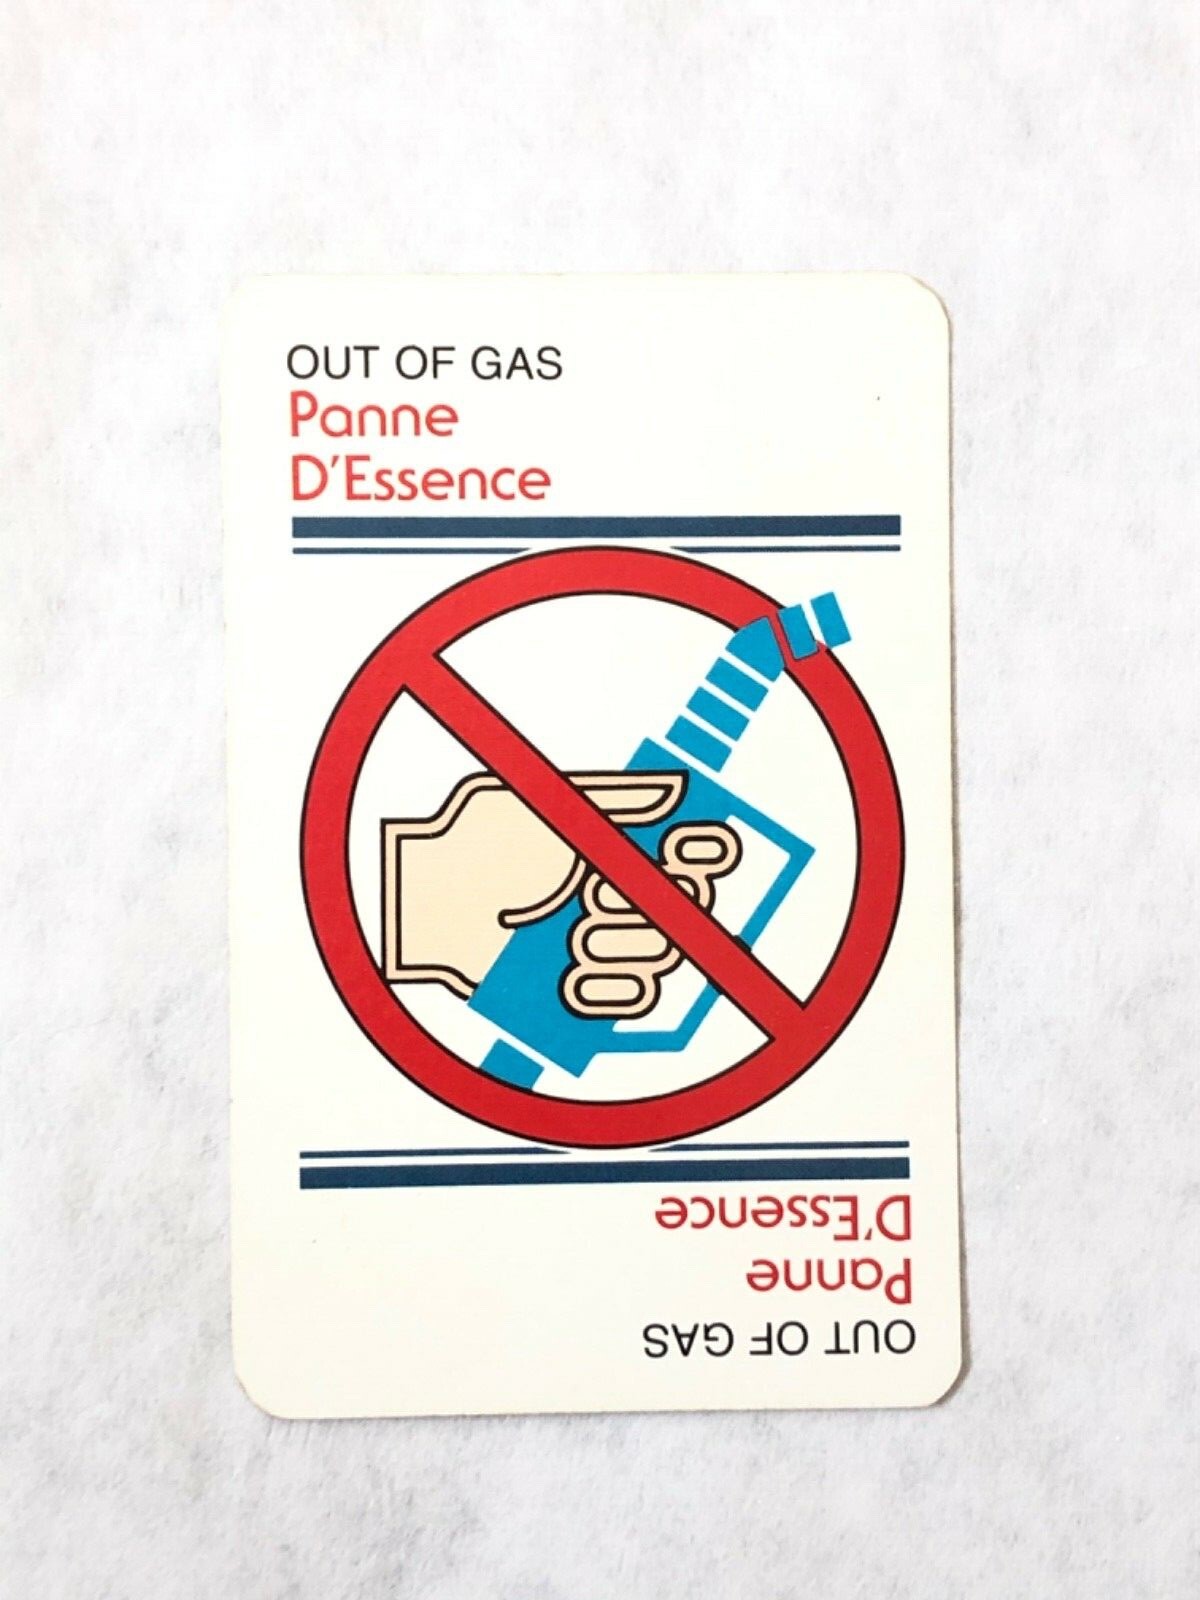 OUT OF GAS
Panne
D'Essence
OUT OF GAS
Panne
D'Essence